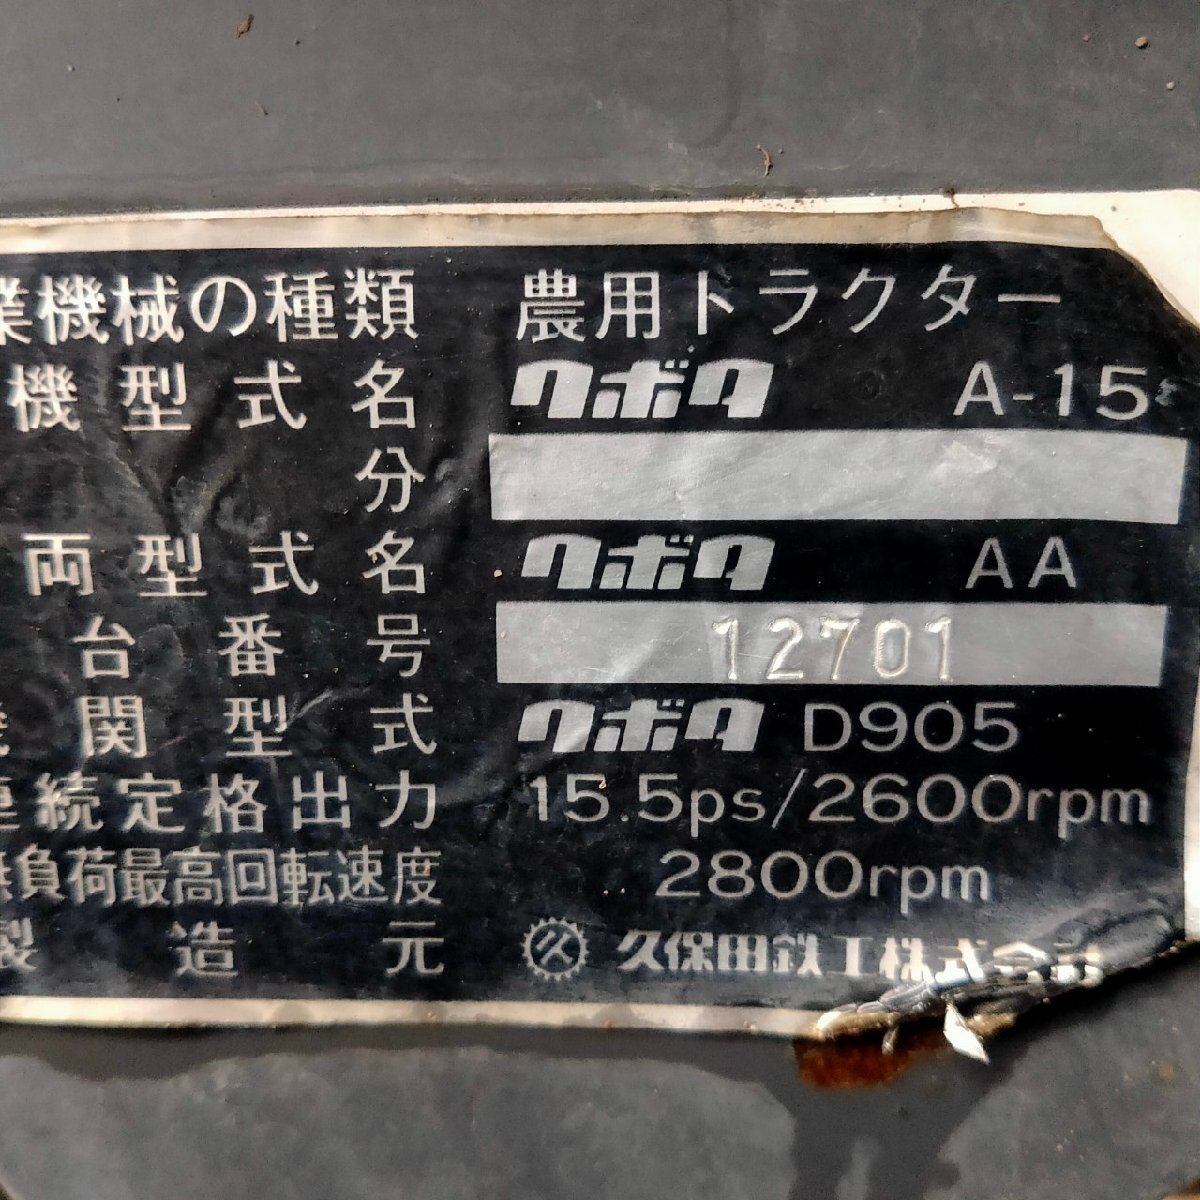 業機械の種類 農用トラクター
機型式名 クボタ A-15
区分
両型式名 クボタ AA
台番号 12701
機関型式 クボタ D905
連続定格出力 15.5ps/2600rpm
無負荷最高回転速度 2800rpm
製造元 久保田鉄工株式会社